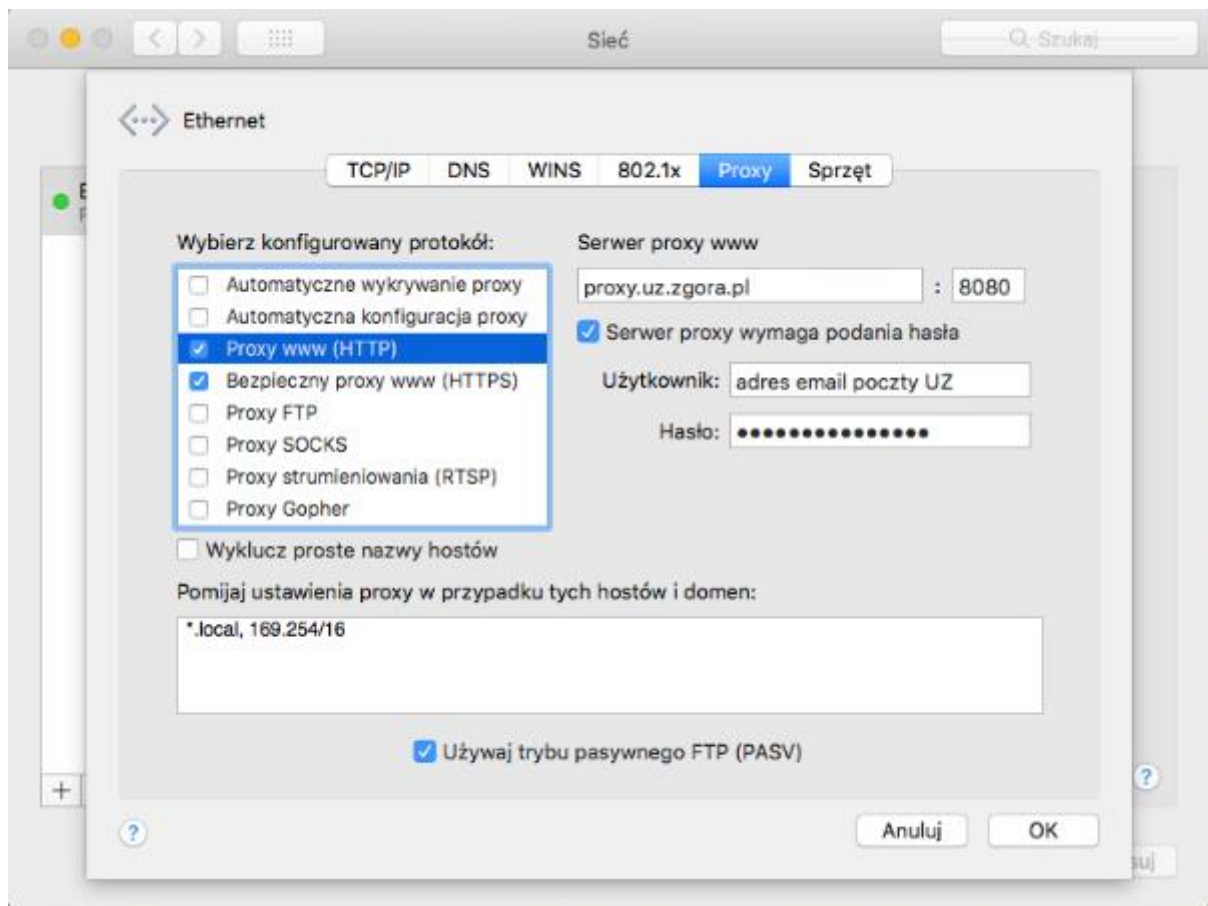 Sieć
Szukaj
Ethernet
TCP/IP DNS WINS 802.1x Proxy Sprzęt
Wybierz konfigurowany protokół:
Automatyczne wykrywanie proxy
Automatyczna konfiguracja proxy
Proxy www (HTTP)
Bezpieczny proxy www (HTTPS)
Proxy FTP
Proxy SOCKS
Proxy strumieniowania (RTSP)
Proxy Gopher
Wyklucz proste nazwy hostów
Serwer proxy www
proxy.uz.zgora.pl : 8080
Serwer proxy wymaga podania hasła
Użytkownik: adres email poczty UZ
Hasło: ●●●●●●●●●●●●●●●
Pomijaj ustawienia proxy w przypadku tych hostów i domen:
*.local, 169.254/16
Używaj trybu pasywnego FTP (PASV)
+
?
?
Anuluj OK